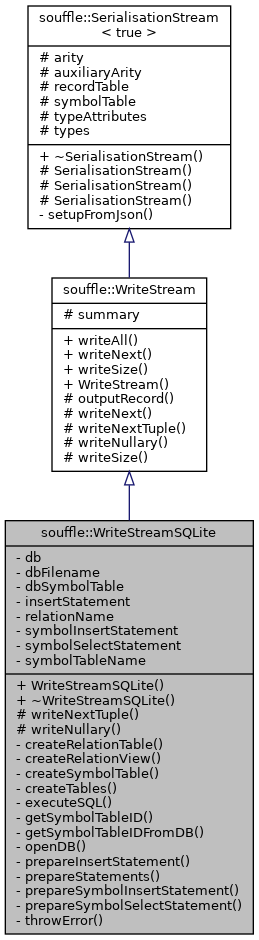 souffle::SerialisationStream
< true >
# arity
# auxiliaryArity
# recordTable
# symbolTable
# typeAttributes
# types
+ ~SerialisationStream()
# SerialisationStream()
# SerialisationStream()
# SerialisationStream()
- setupFromJson()
souffle::WriteStream
# summary
+ writeAll()
+ writeNext()
+ writeSize()
+ WriteStream()
# outputRecord()
# writeNext()
# writeNextTuple()
# writeNullary()
# writeSize()
souffle::WriteStreamSQLite
- db
- dbFilename
- dbSymbolTable
- insertStatement
- relationName
- symbolInsertStatement
- symbolSelectStatement
- symbolTableName
+ WriteStreamSQLite()
+ ~WriteStreamSQLite()
# writeNextTuple()
# writeNullary()
- createRelationTable()
- createRelationView()
- createSymbolTable()
- createTables()
- executeSQL()
- getSymbolTableID()
- getSymbolTableIDFromDB()
- openDB()
- prepareInsertStatement()
- prepareStatements()
- prepareSymbolInsertStatement()
- prepareSymbolSelectStatement()
- throwError()